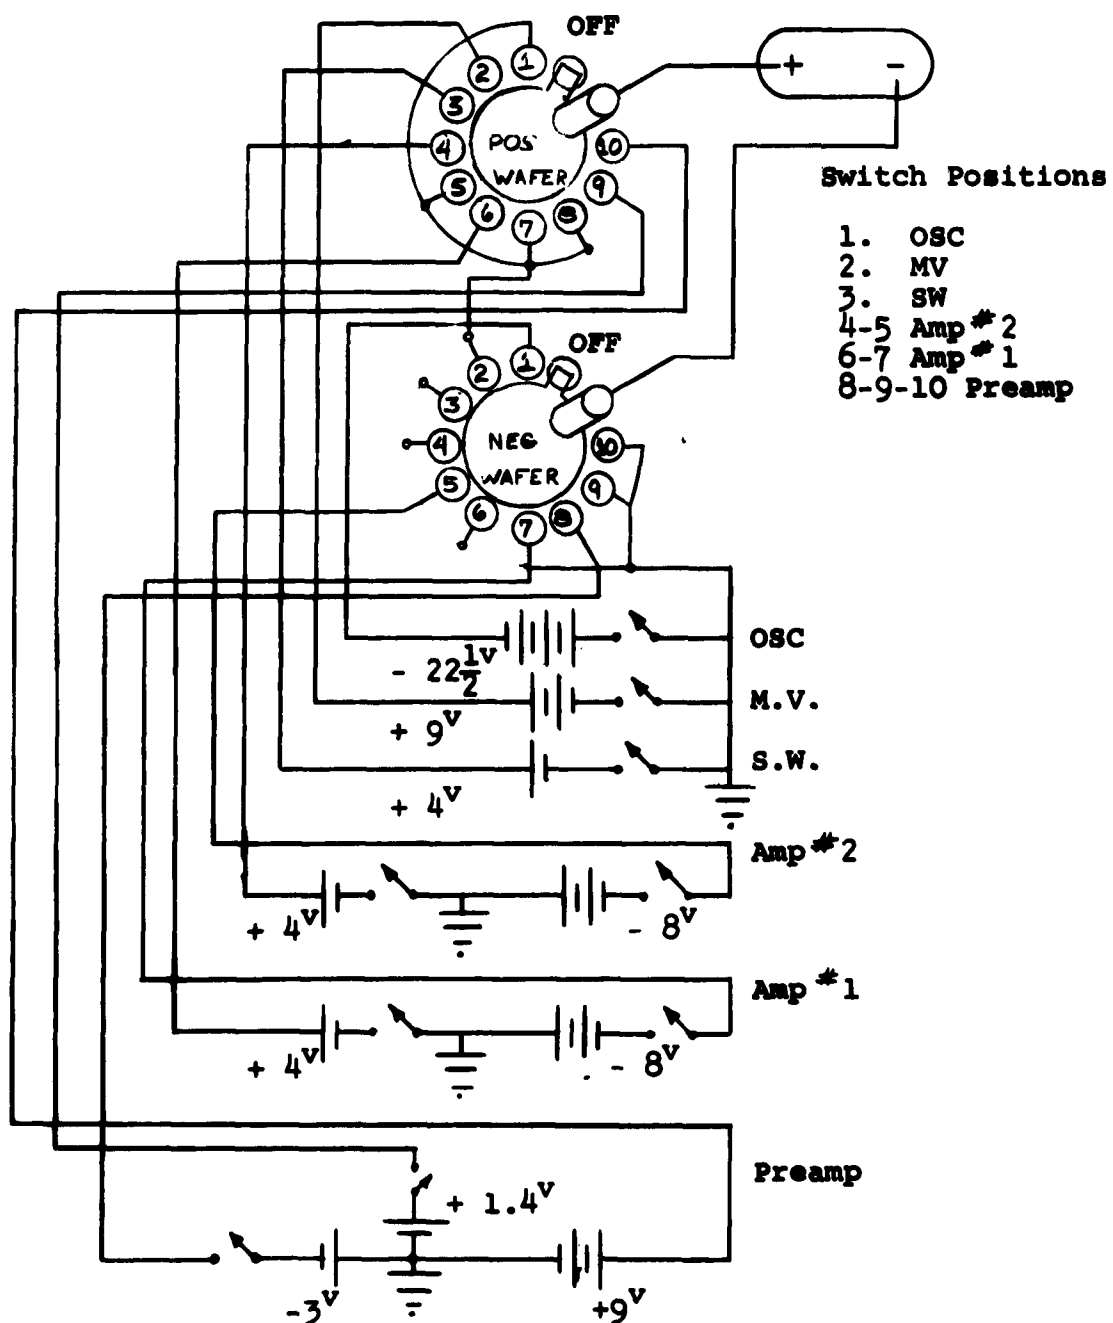 OFF
1
2
3
4
5
6
7
8
9
10
POS
WAFER
+ -
Switch Positions
1. OSC
2. MV
3. SW
4-5 Amp #2
6-7 Amp #1
8-9-10 Preamp
OFF
1
2
3
4
5
6
7
8
9
10
NEG
WAFER
OSC
- 22 1/2 v
M.V.
+ 9v
S.W.
+ 4v
Amp #2
+ 4v
- 8v
Amp #1
+ 4v
- 8v
Preamp
+ 1.4v
-3v
+9v